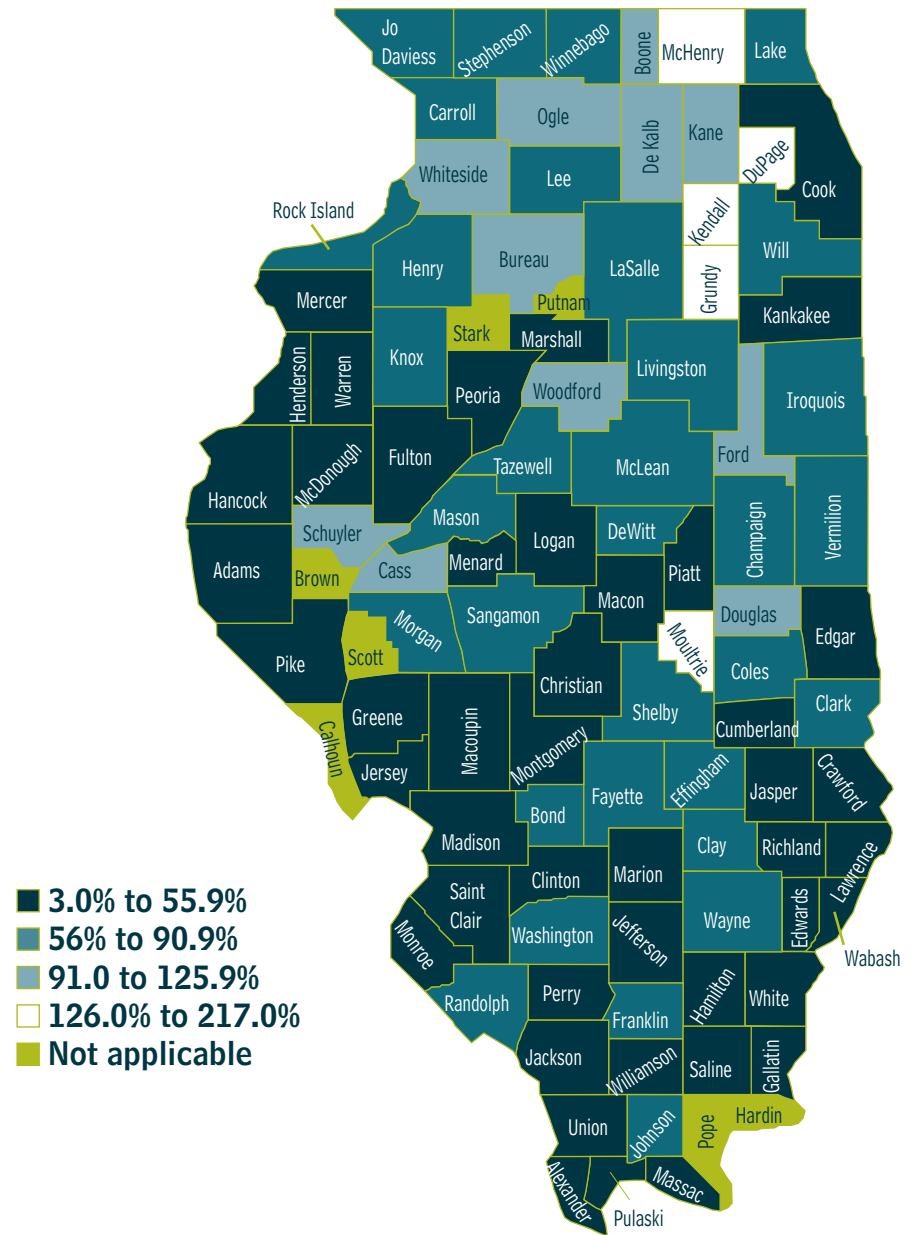 Jo
Daviess
Stephenson
Winnebago
Boone
McHenry
Lake
Carroll
Ogle
De Kalb
Kane
DuPage
Cook
Whiteside
Lee
Rock Island
Kendall
Will
Henry
Bureau
LaSalle
Grundy
Mercer
Putnam
Kankakee
Stark
Marshall
Henderson
Warren
Knox
Peoria
Woodford
Livingston
Iroquois
Fulton
McDonough
Tazewell
McLean
Ford
Hancock
Mason
Logan
DeWitt
Champaign
Vermilion
Schuyler
Adams
Brown
Cass
Menard
Piatt
Macon
Sangamon
Douglas
Morgan
Moultrie
Edgar
Pike
Scott
Coles
Christian
Shelby
Clark
Greene
Macoupin
Cumberland
Calhoun
Montgomery
Jersey
Effingham
Jasper
Crawford
Fayette
Bond
Madison
Clay
Richland
Lawrence
Marion
Clinton
Saint
Clair
Wayne
Edwards
Monroe
Washington
Jefferson
Wabash
Randolph
Perry
Hamilton
White
Franklin
Jackson
Williamson
Saline
Gallatin
Union
Johnson
Pope
Hardin
Alexander
Massac
Pulaski
3.0% to 55.9%
56% to 90.9%
91.0 to 125.9%
126.0% to 217.0%
Not applicable